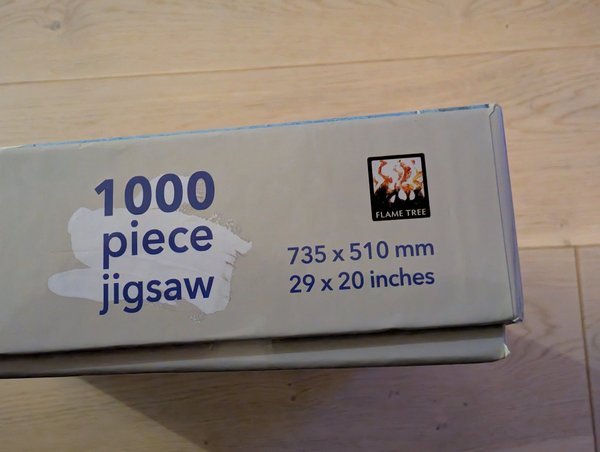 1000
piece
jigsaw
FLAME TREE
735 x 510 mm
29 x 20 inches